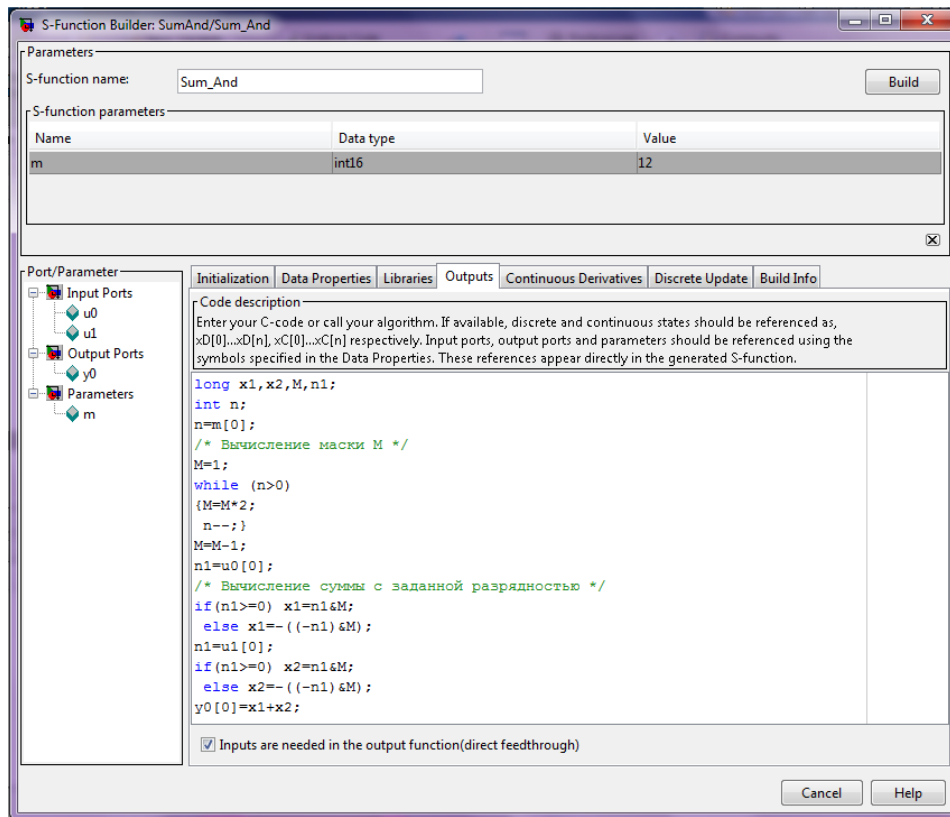 S-Function Builder: SumAnd/Sum_And
Parameters
S-function name: Sum_And Build
S-function parameters
Name Data type Value
m int16 12
Port/Parameter
Input Ports
u0
u1
Output Ports
y0
Parameters
m
Initialization Data Properties Libraries Outputs Continuous Derivatives Discrete Update Build Info
Code description
Enter your C-code or call your algorithm. If available, discrete and continuous states should be referenced as,
xD[0]...xD[n], xC[0]...xC[n] respectively. Input ports, output ports and parameters should be referenced using the
symbols specified in the Data Properties. These references appear directly in the generated S-function.
long x1,x2,M,n1;
int n;
n=m[0];
/* Вычисление маски M */
M=1;
while (n>0)
{M=M*2;
n--;}
M=M-1;
n1=u0[0];
/* Вычисление суммы с заданной разрядностью */
if(n1>=0) x1=n1&M;
else x1=-((-n1)&M);
n1=u1[0];
if(n1>=0) x2=n1&M;
else x2=-((-n1)&M);
y0[0]=x1+x2;
Inputs are needed in the output function(direct feedthrough)
Cancel Help